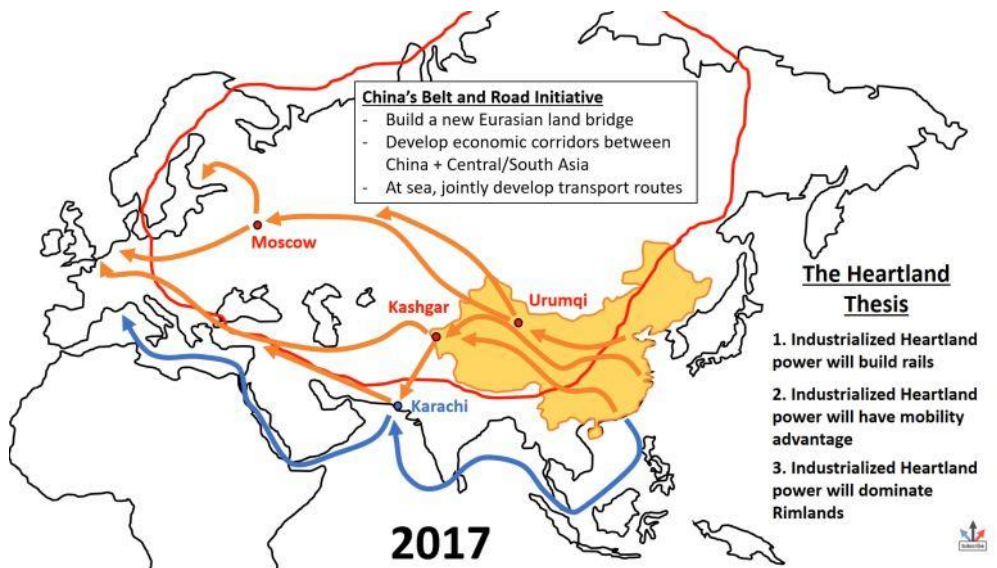 China's Belt and Road Initiative
- Build a new Eurasian land bridge
- Develop economic corridors between
China + Central/South Asia
- At sea, jointly develop transport routes
Moscow
Kashgar
Urumqi
Karachi
The Heartland
Thesis
1. Industrialized Heartland
power will build rails
2. Industrialized Heartland
power will have mobility
advantage
3. Industrialized Heartland
power will dominate
Rimlands
2017
Subscribe